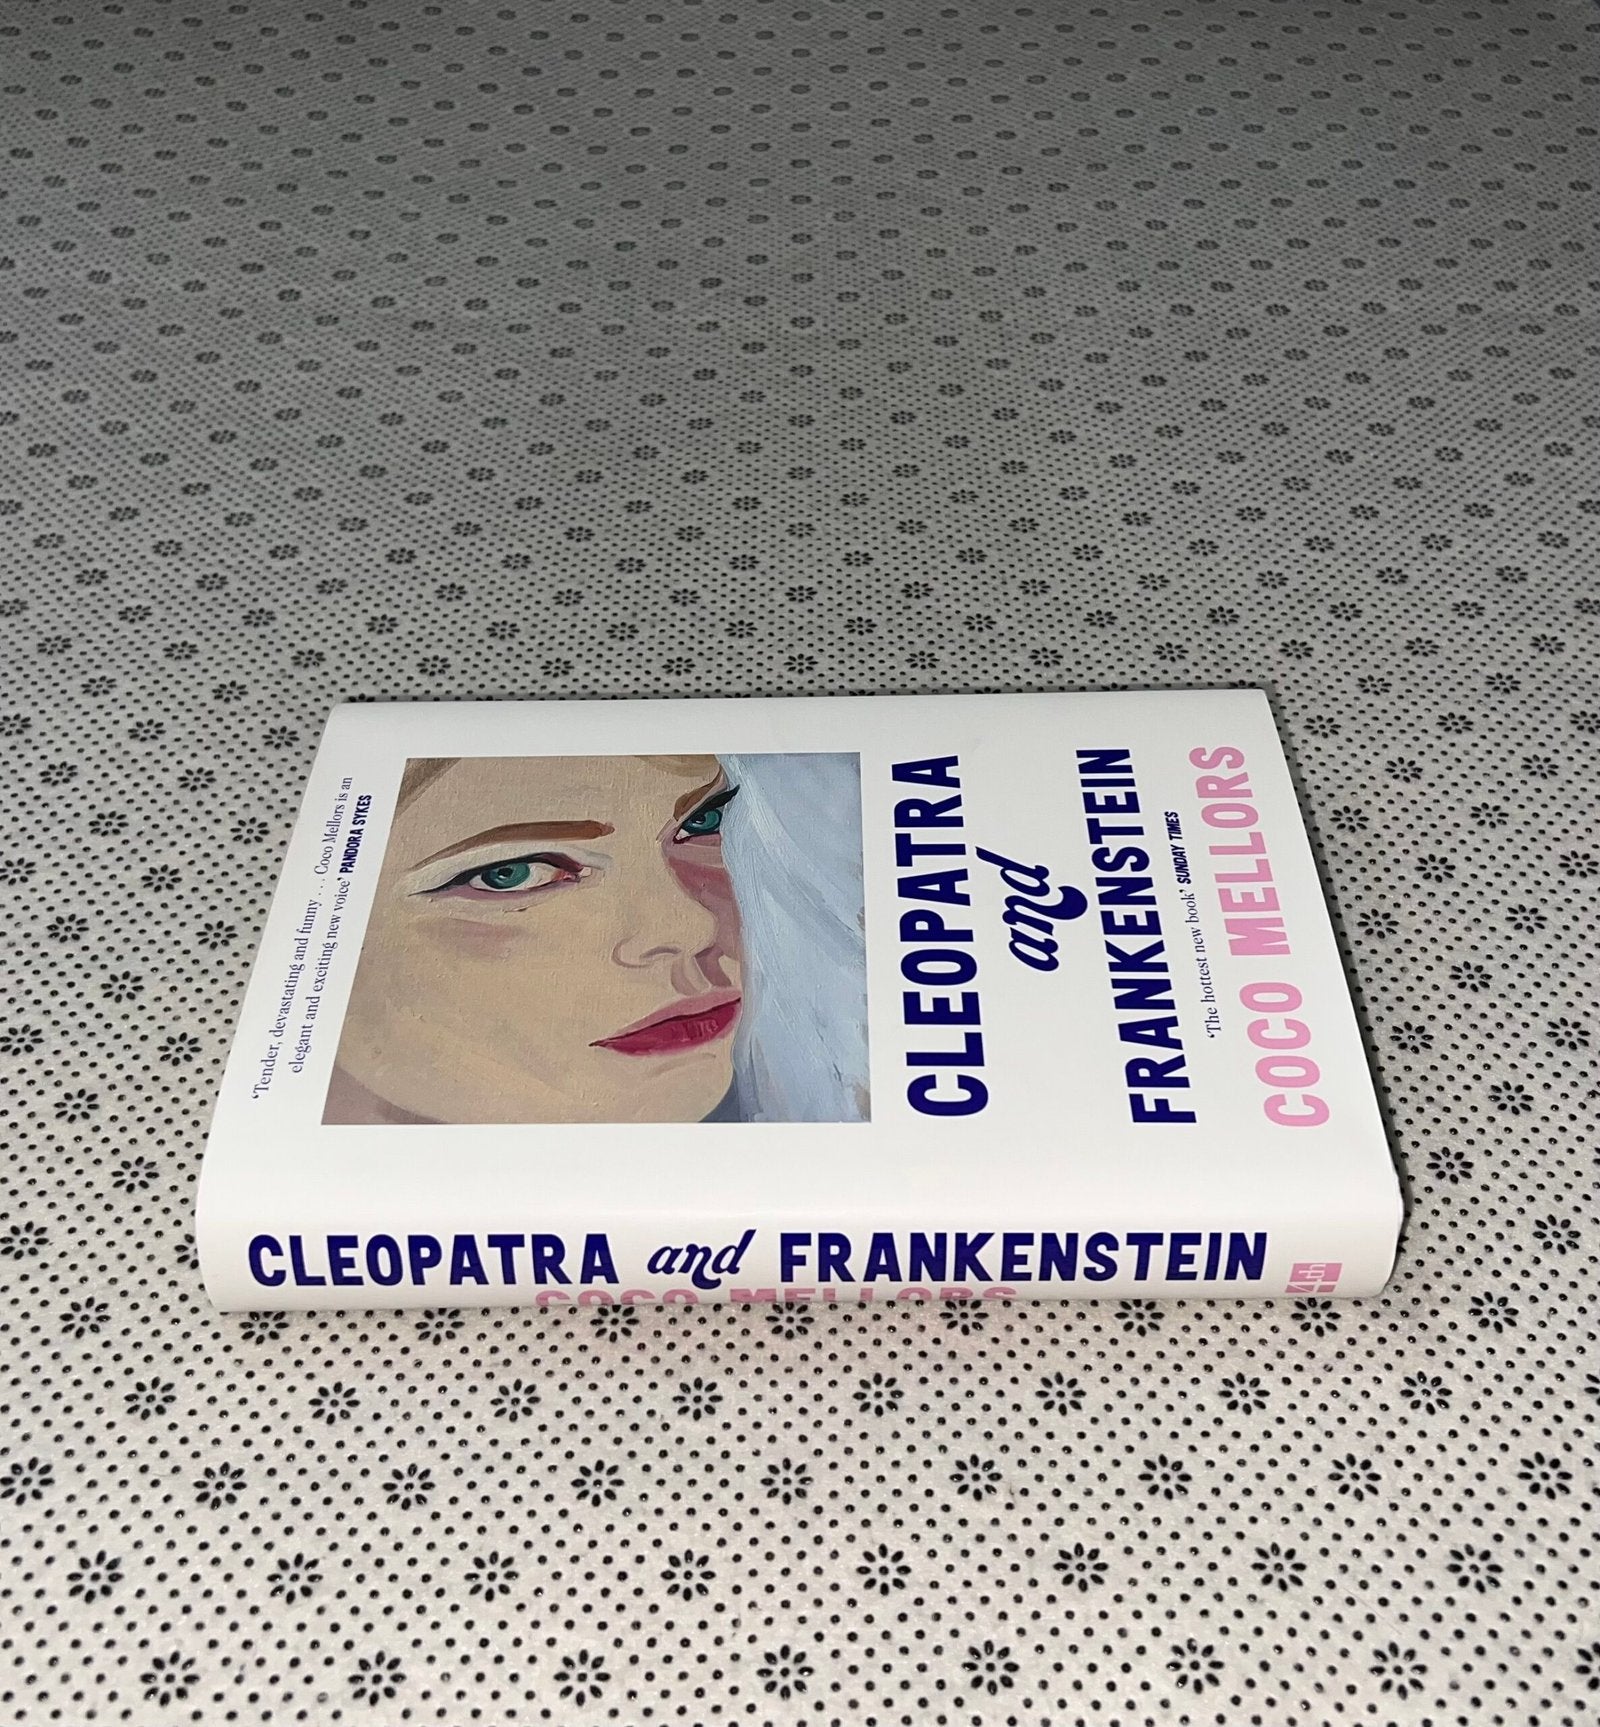 ‘Tender, devastating and funny . . . Coco Mellors is an
elegant and exciting new voice’ PANDORA SYKES
CLEOPATRA
and
FRANKENSTEIN
‘The hottest new book’ SUNDAY TIMES
COCO MELLORS
CLEOPATRA and FRANKENSTEIN
COCO MELLORS
4th